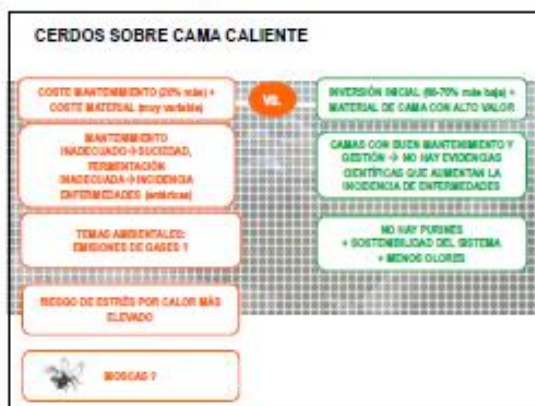 CERDOS SOBRE CAMA CALIENTE
COSTE MANTENIMIENTO (20% más) +
COSTE MATERIAL (muy variable)
VS.
INVERSIÓN INICIAL más baja) +
MATERIAL DE CAMA CON ALTO VALOR
MANTENIMIENTO
INADECUADO→SUCIEDAD,
FERMENTACIÓN
INADECUADA→INCIDENCIA
ENFERMEDADES (entéricas)
CAMAS CON BUEN MANTENIMIENTO Y
GESTIÓN → NO HAY EVIDENCIAS
CIENTÍFICAS QUE AUMENTAN LA
INCIDENCIA DE ENFERMEDADES
TEMAS AMBIENTALES:
EMISIONES DE GASES ?
NO HAY PURINES
+ SOSTENIBILIDAD DEL SISTEMA
+ MENOS OLORES
RIESGO DE ESTRÉS POR CALOR MÁS
ELEVADO
MOSCAS ?